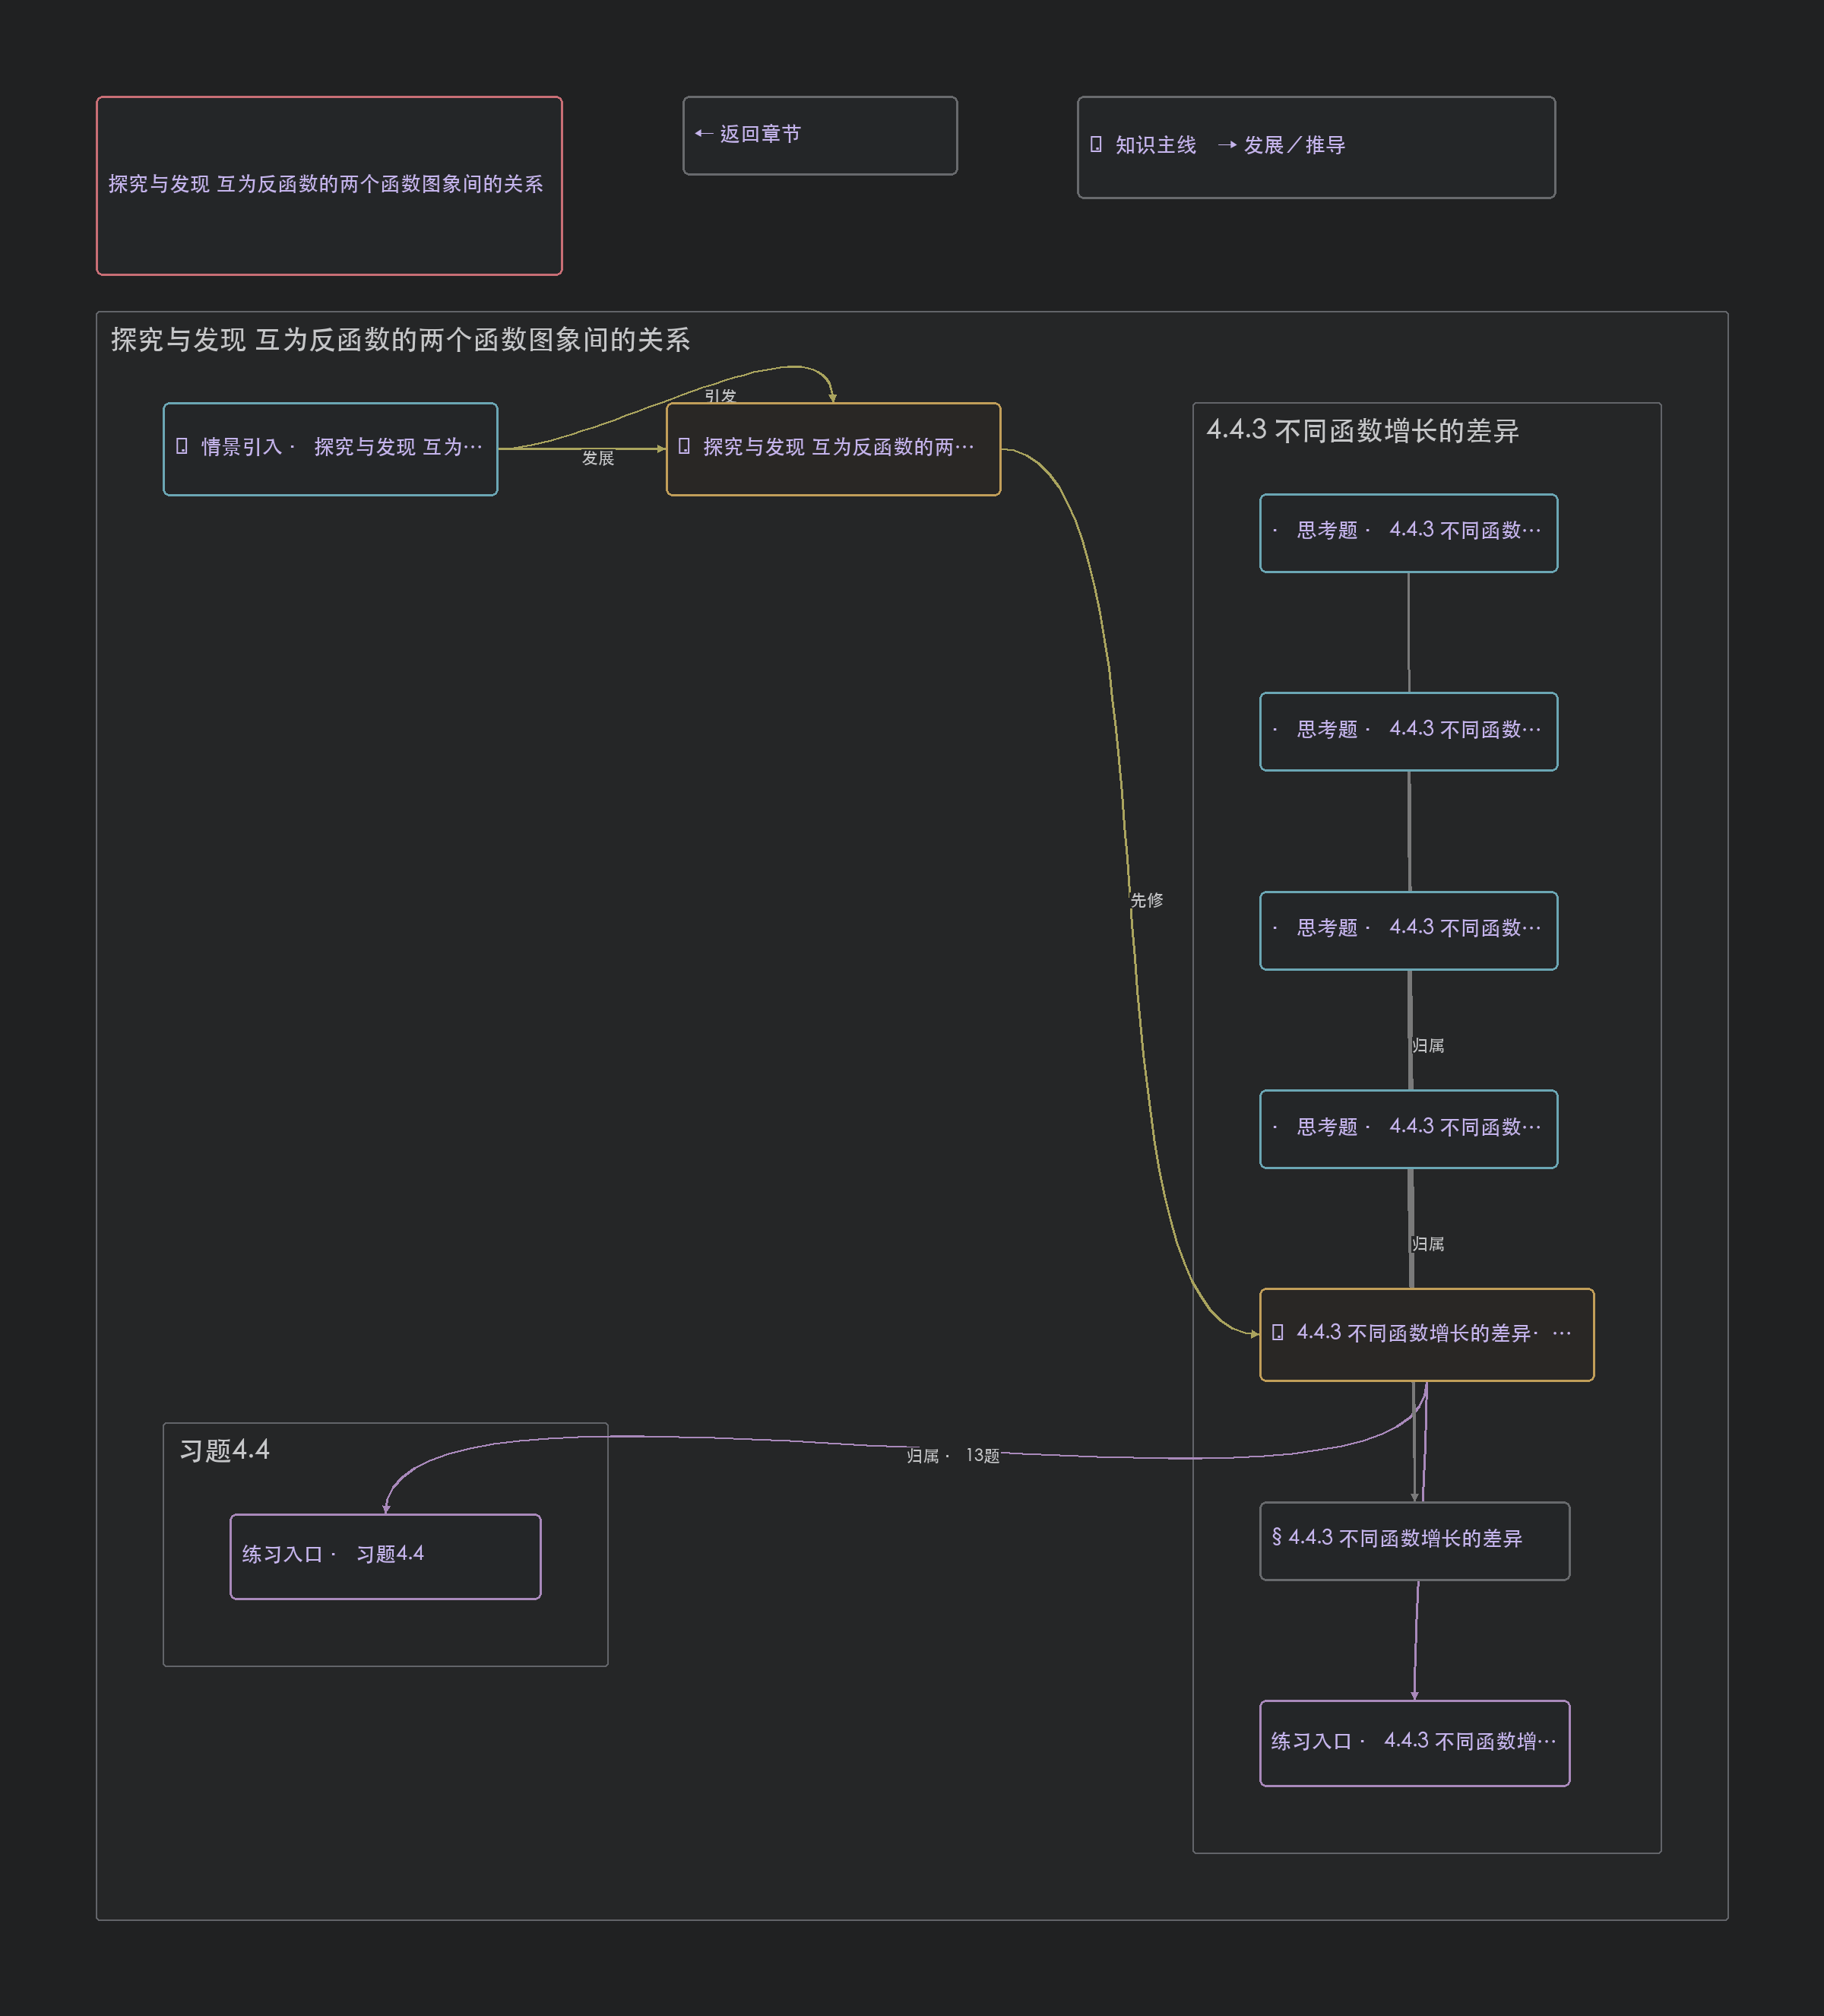 探究与发现 互为反函数的两个函数图象间的关系
← 返回章节
知识主线 → 发展／推导
探究与发现 互为反函数的两个函数图象间的关系
引发
情景引入 · 探究与发现 互为…
发展
探究与发现 互为反函数的两…
4.4.3 不同函数增长的差异
· 思考题 · 4.4.3 不同函数…
· 思考题 · 4.4.3 不同函数…
先修
· 思考题 · 4.4.3 不同函数…
归属
· 思考题 · 4.4.3 不同函数…
归属
4.4.3 不同函数增长的差异· …
习题4.4
归属 · 13题
练习入口 · 习题4.4
§ 4.4.3 不同函数增长的差异
练习入口 · 4.4.3 不同函数增…